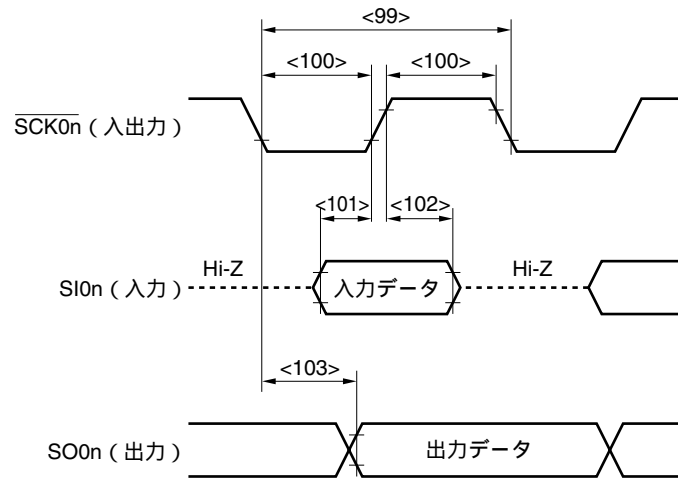 <99>
<100> <100>
SCK0n（入出力）
<101> <102>
Hi-Z Hi-Z
SI0n（入力） 入力データ
<103>
SO0n（出力） 出力データ